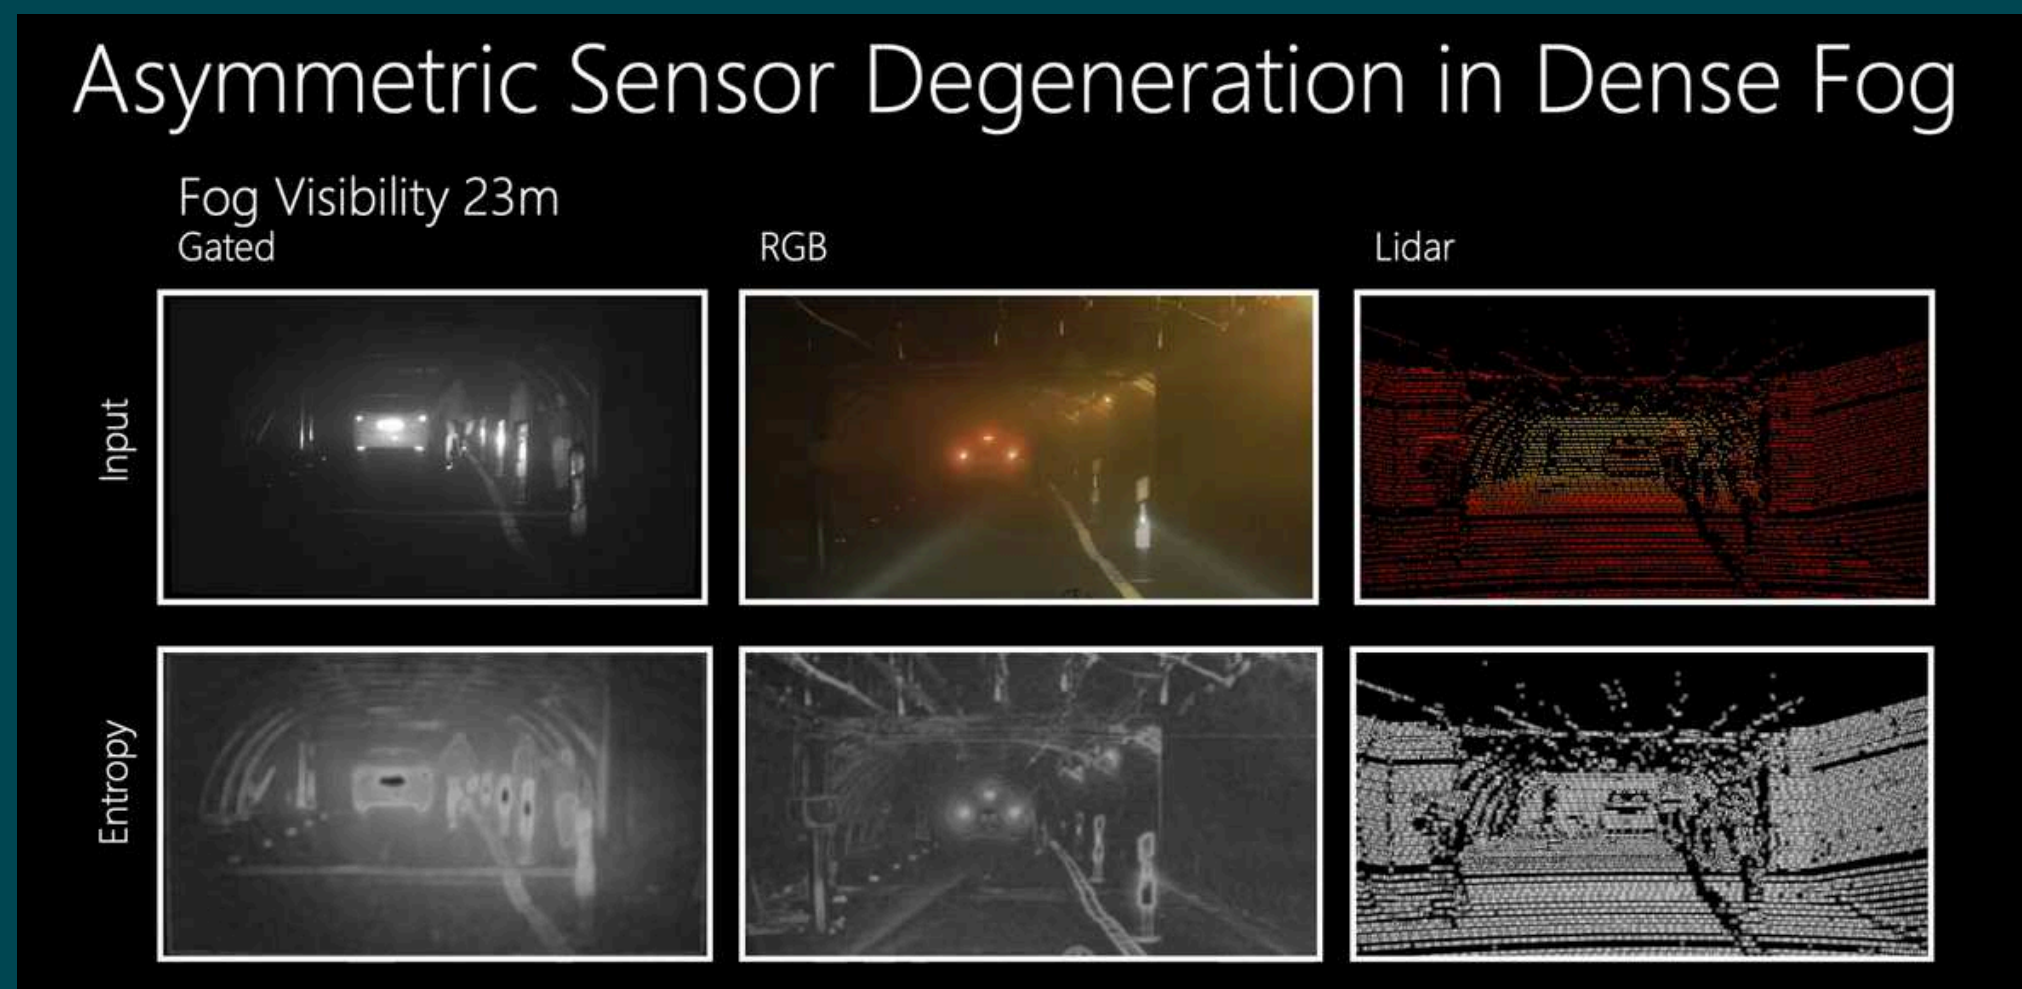 Asymmetric Sensor Degeneration in Dense Fog
Fog Visibility 23m
Gated
RGB
Lidar
Input
Entropy